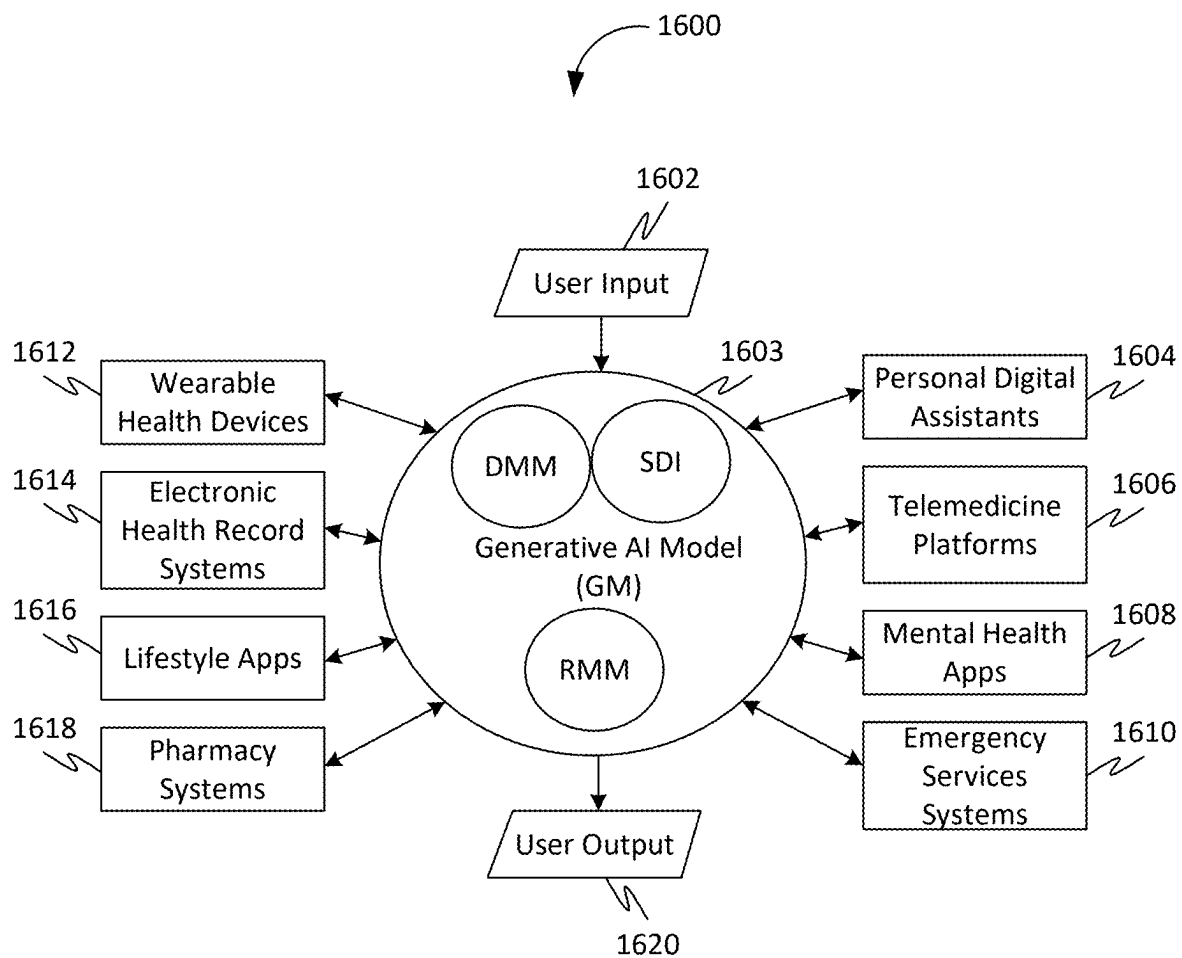 1600
1602
User Input
1612
Wearable
Health Devices
1603
Personal Digital
Assistants
1604
1614
Electronic
Health Record
Systems
DMM
SDI
Generative AI Model
(GM)
Telemedicine
Platforms
1606
1616
Lifestyle Apps
RMM
Mental Health
Apps
1608
1618
Pharmacy
Systems
Emergency
Services
Systems
1610
User Output
1620